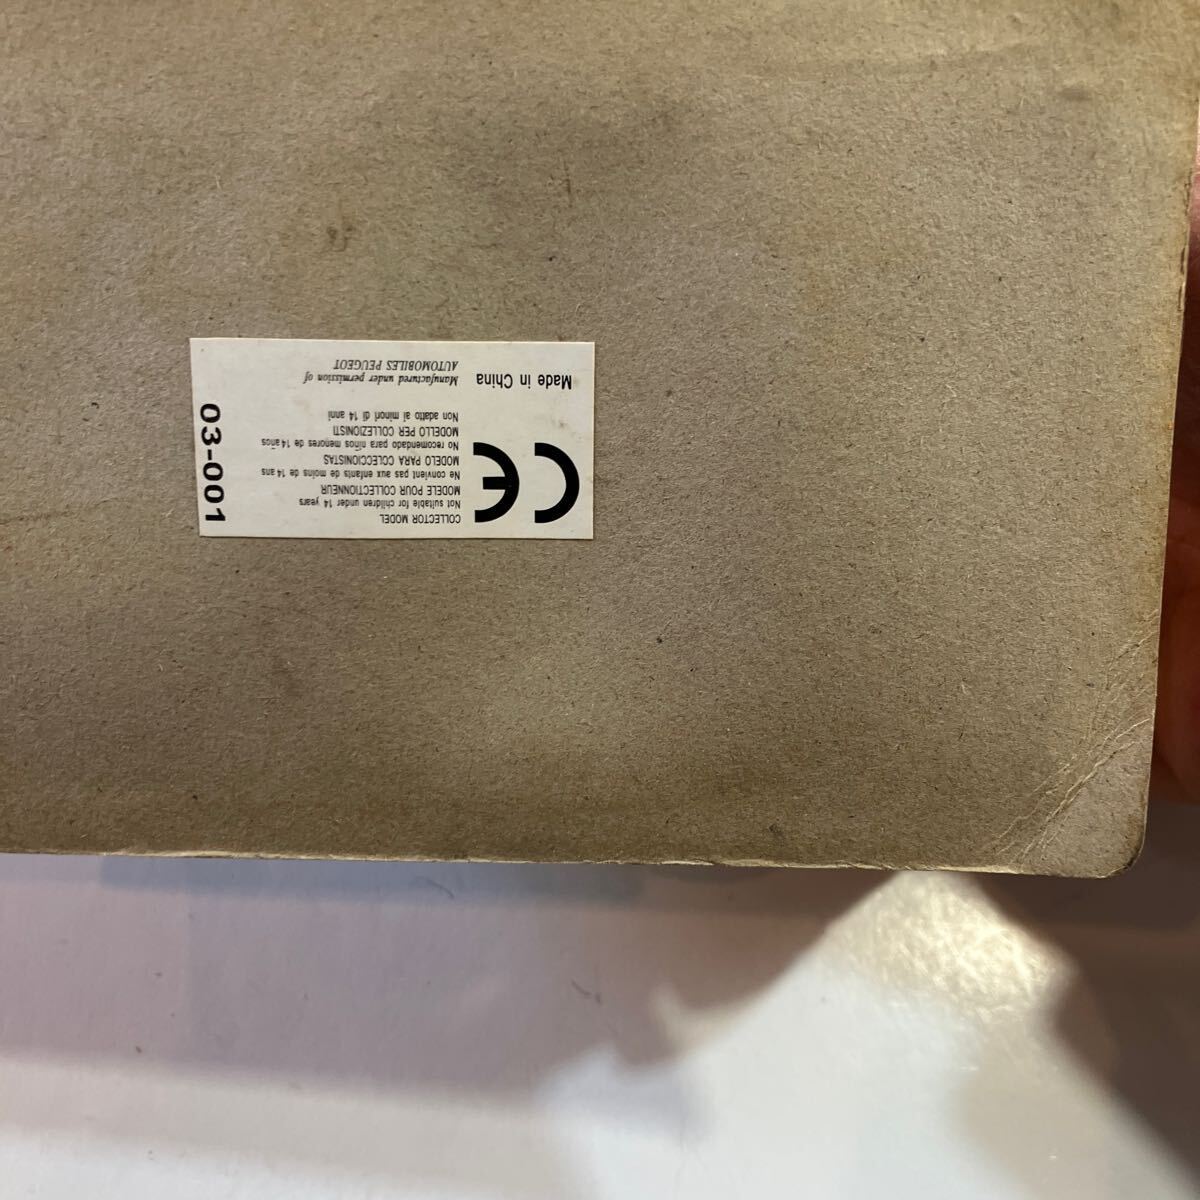 COLLECTOR MODEL
Not suitable for children under 14 years
MODELE POUR COLLECTIONNEUR
Ne convient pas aux enfants de moins de 14 ans
MODELO PARA COLECCIONISTAS
No recomendado para niños menores de 14 años
MODELLO PER COLLEZIONISTI
Non adatto ai minori di 14 anni
CE
Made in China
Manufactured under permission of
AUTOMOBILES PEUGEOT
03-001